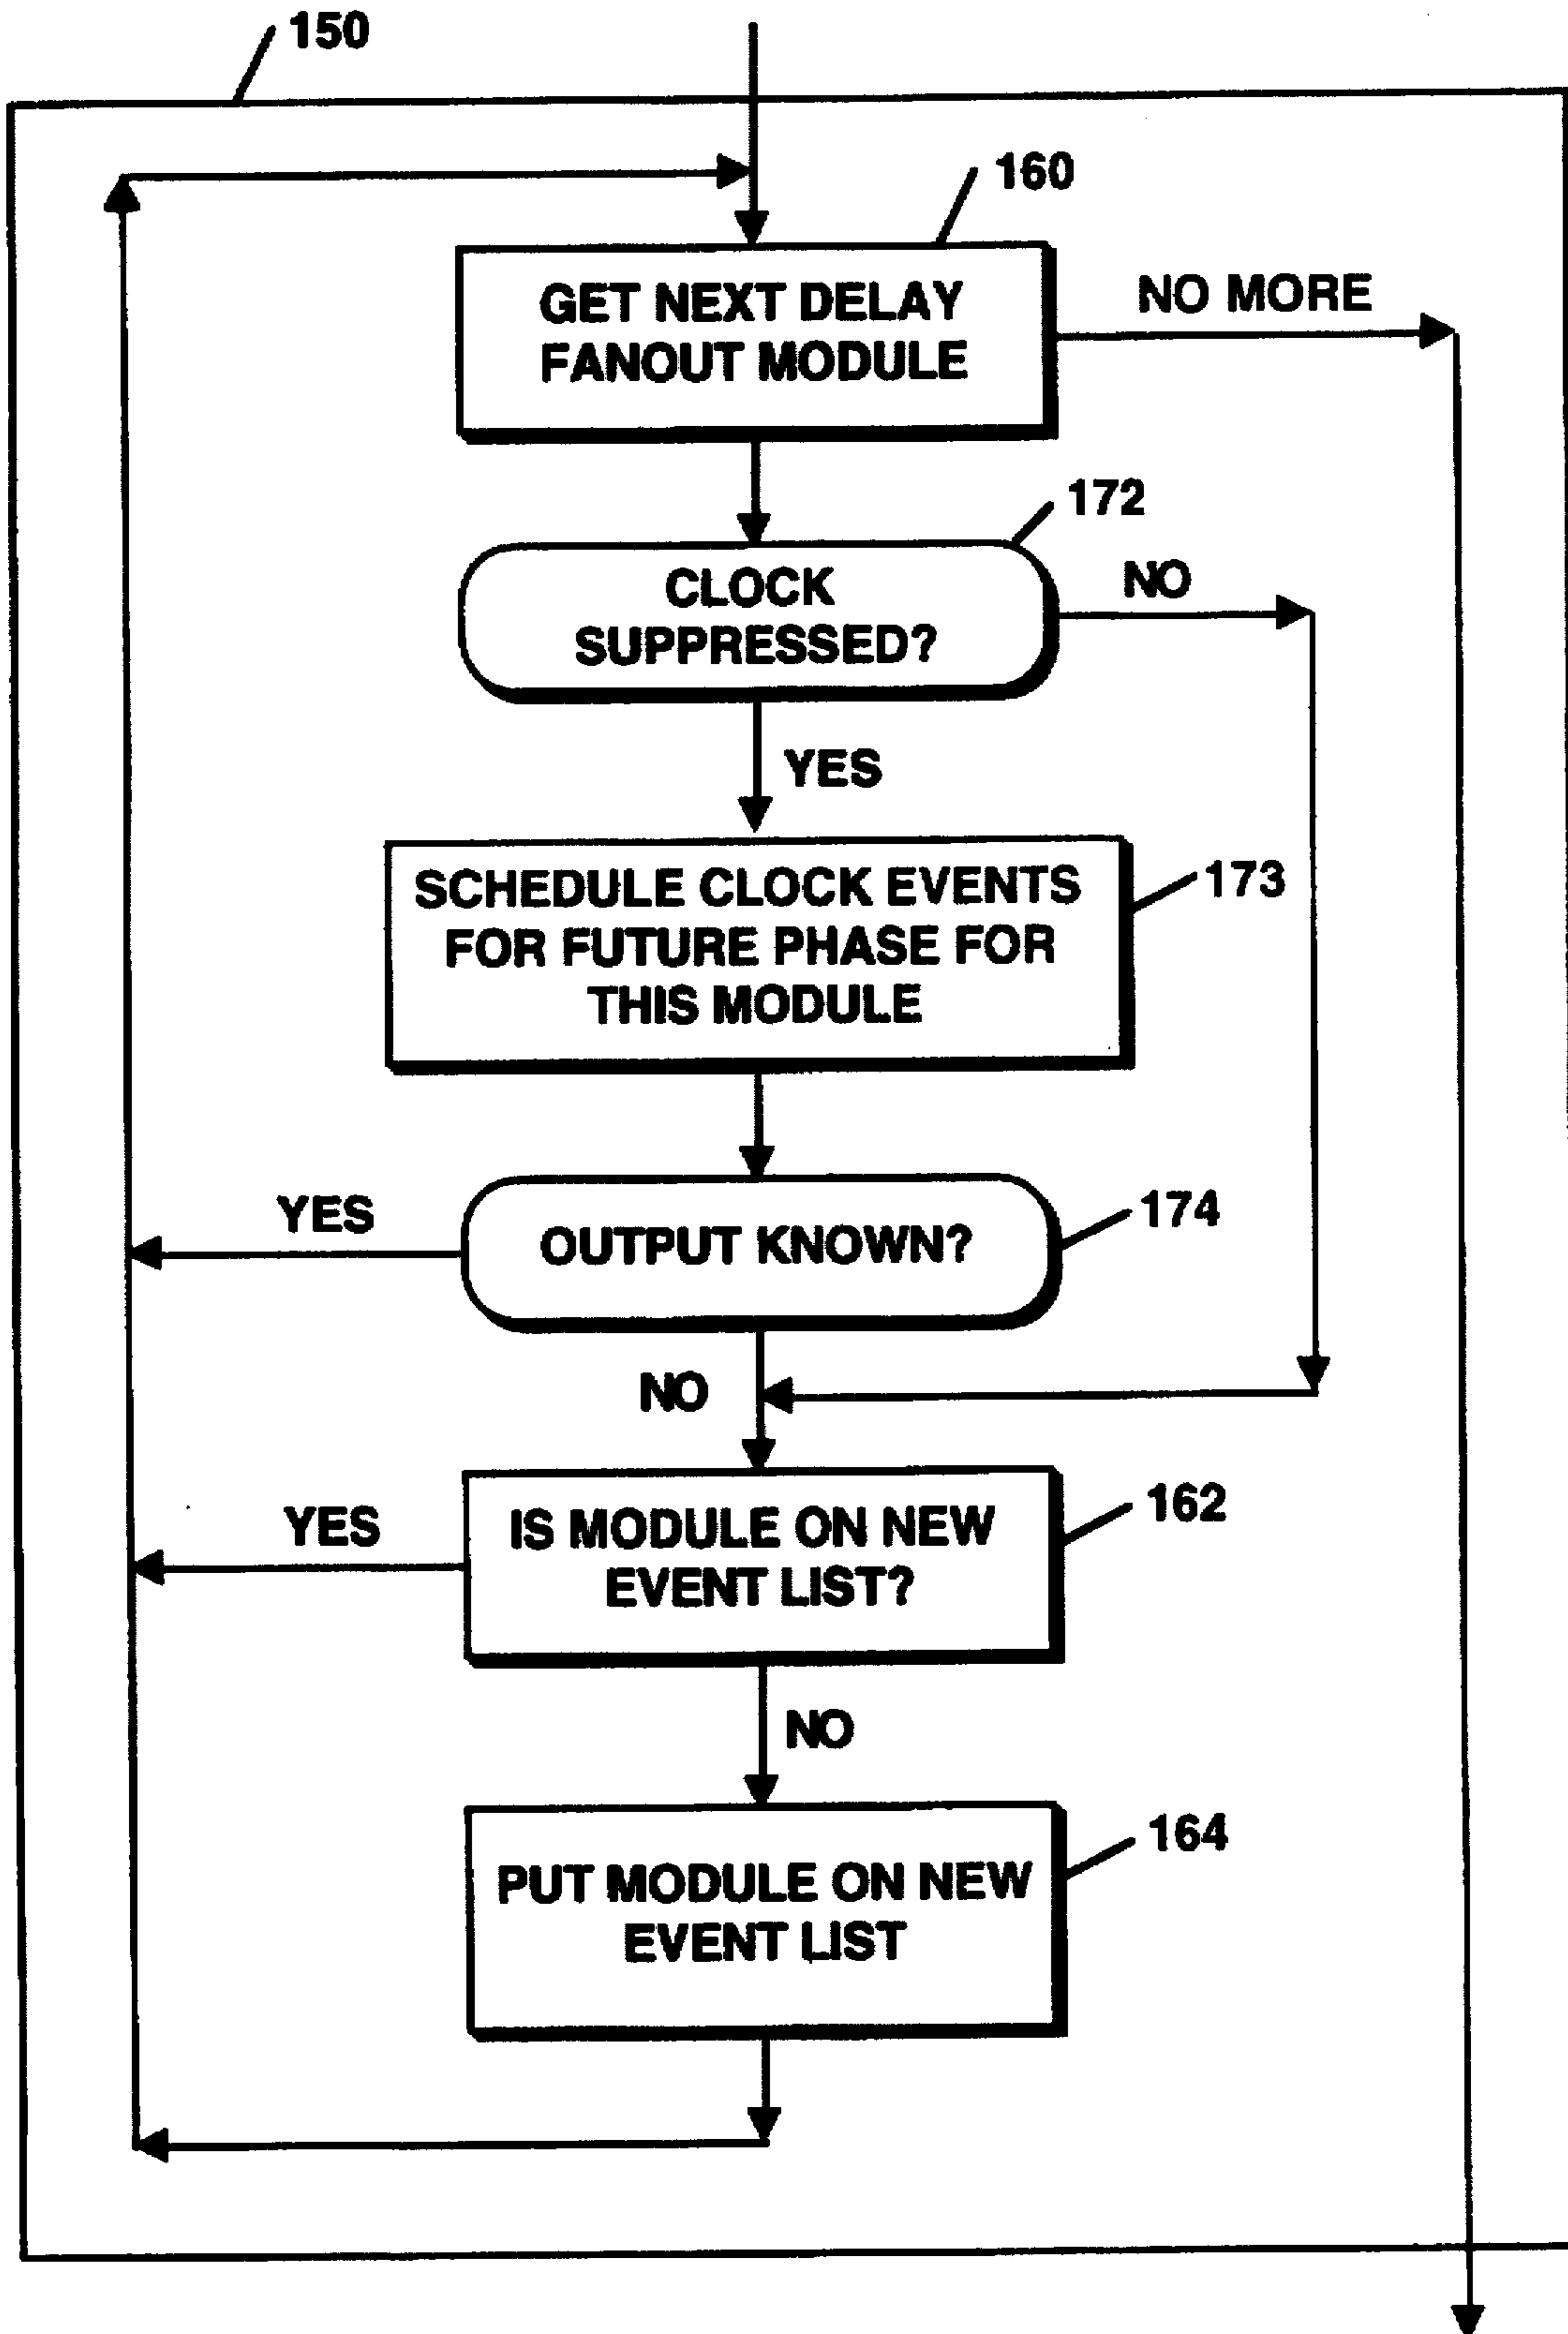 150
160
GET NEXT DELAY
FANOUT MODULE
NO MORE
172
CLOCK
SUPPRESSED?
NO
YES
SCHEDULE CLOCK EVENTS
FOR FUTURE PHASE FOR
THIS MODULE
173
YES
OUTPUT KNOWN?
174
NO
YES
IS MODULE ON NEW
EVENT LIST?
162
NO
PUT MODULE ON NEW
EVENT LIST
164